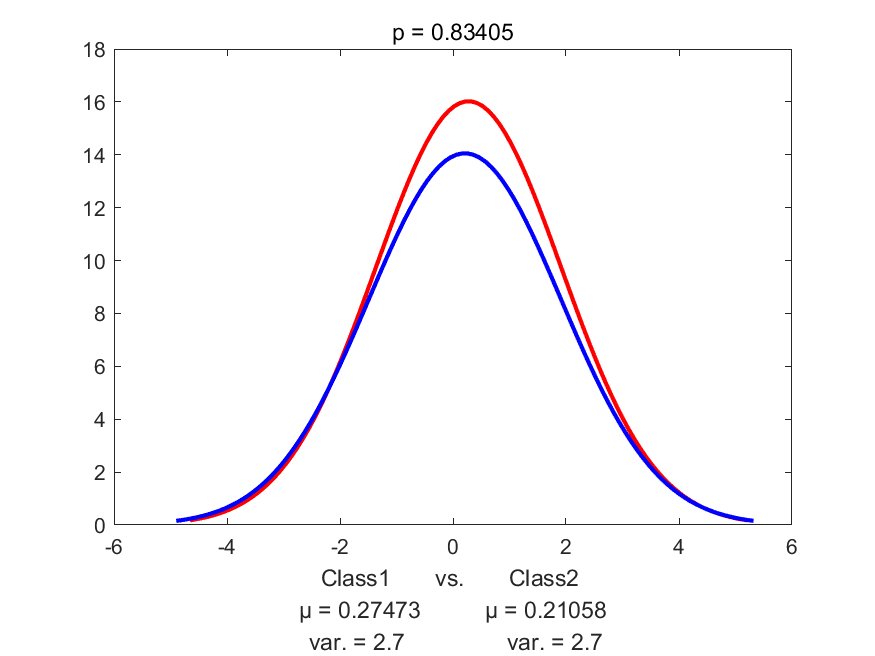 p = 0.83405
18
16
14
12
10
8
6
4
2
0
-6 -4 -2 0 2 4 6
Class1 vs. Class2
μ = 0.27473 μ = 0.21058
var. = 2.7 var. = 2.7